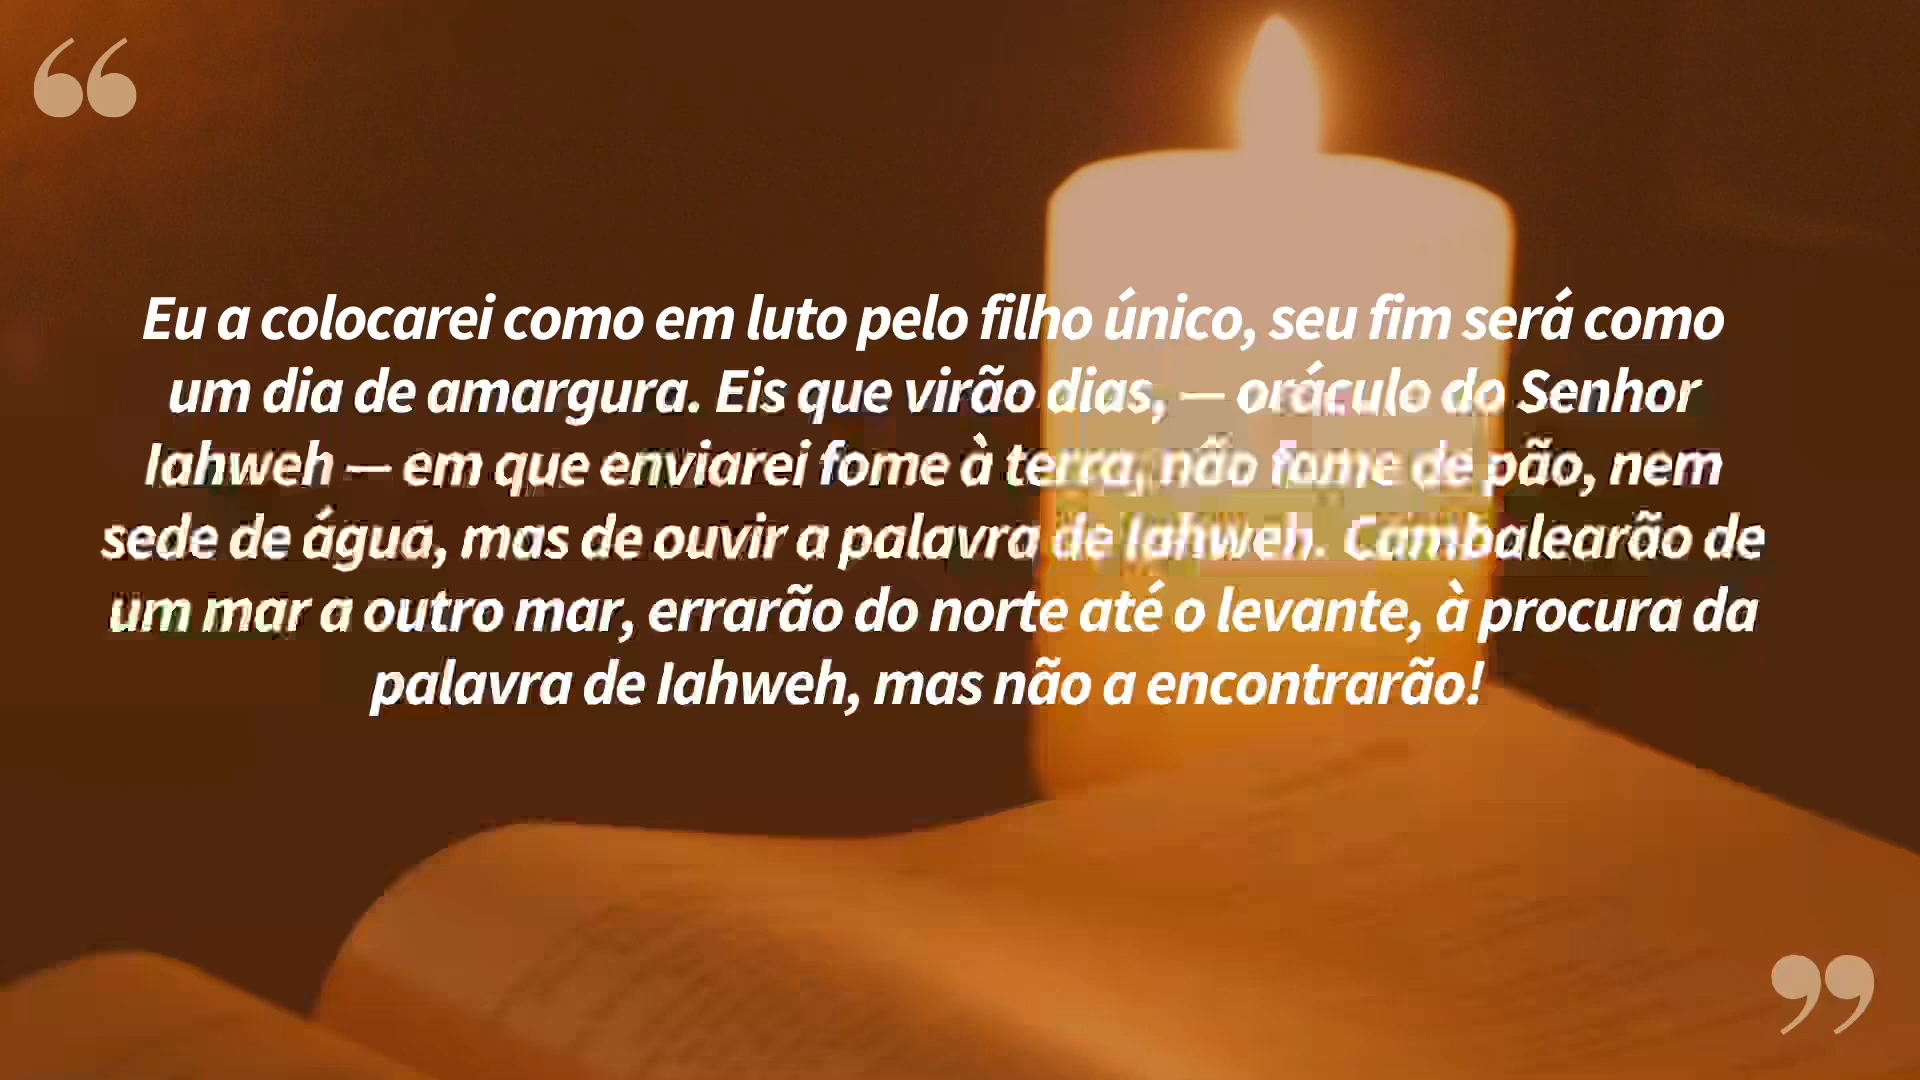 “
Eu a colocarei como em luto pelo filho único, seu fim será como
um dia de amargura. Eis que virão dias, — oráculo do Senhor
Iahweh — em que enviarei fome à terra, não fome de pão, nem
sede de água, mas de ouvir a palavra de Iahweh. Cambalearão de
um mar a outro mar, errarão do norte até o levante, à procura da
palavra de Iahweh, mas não a encontrarão!
”